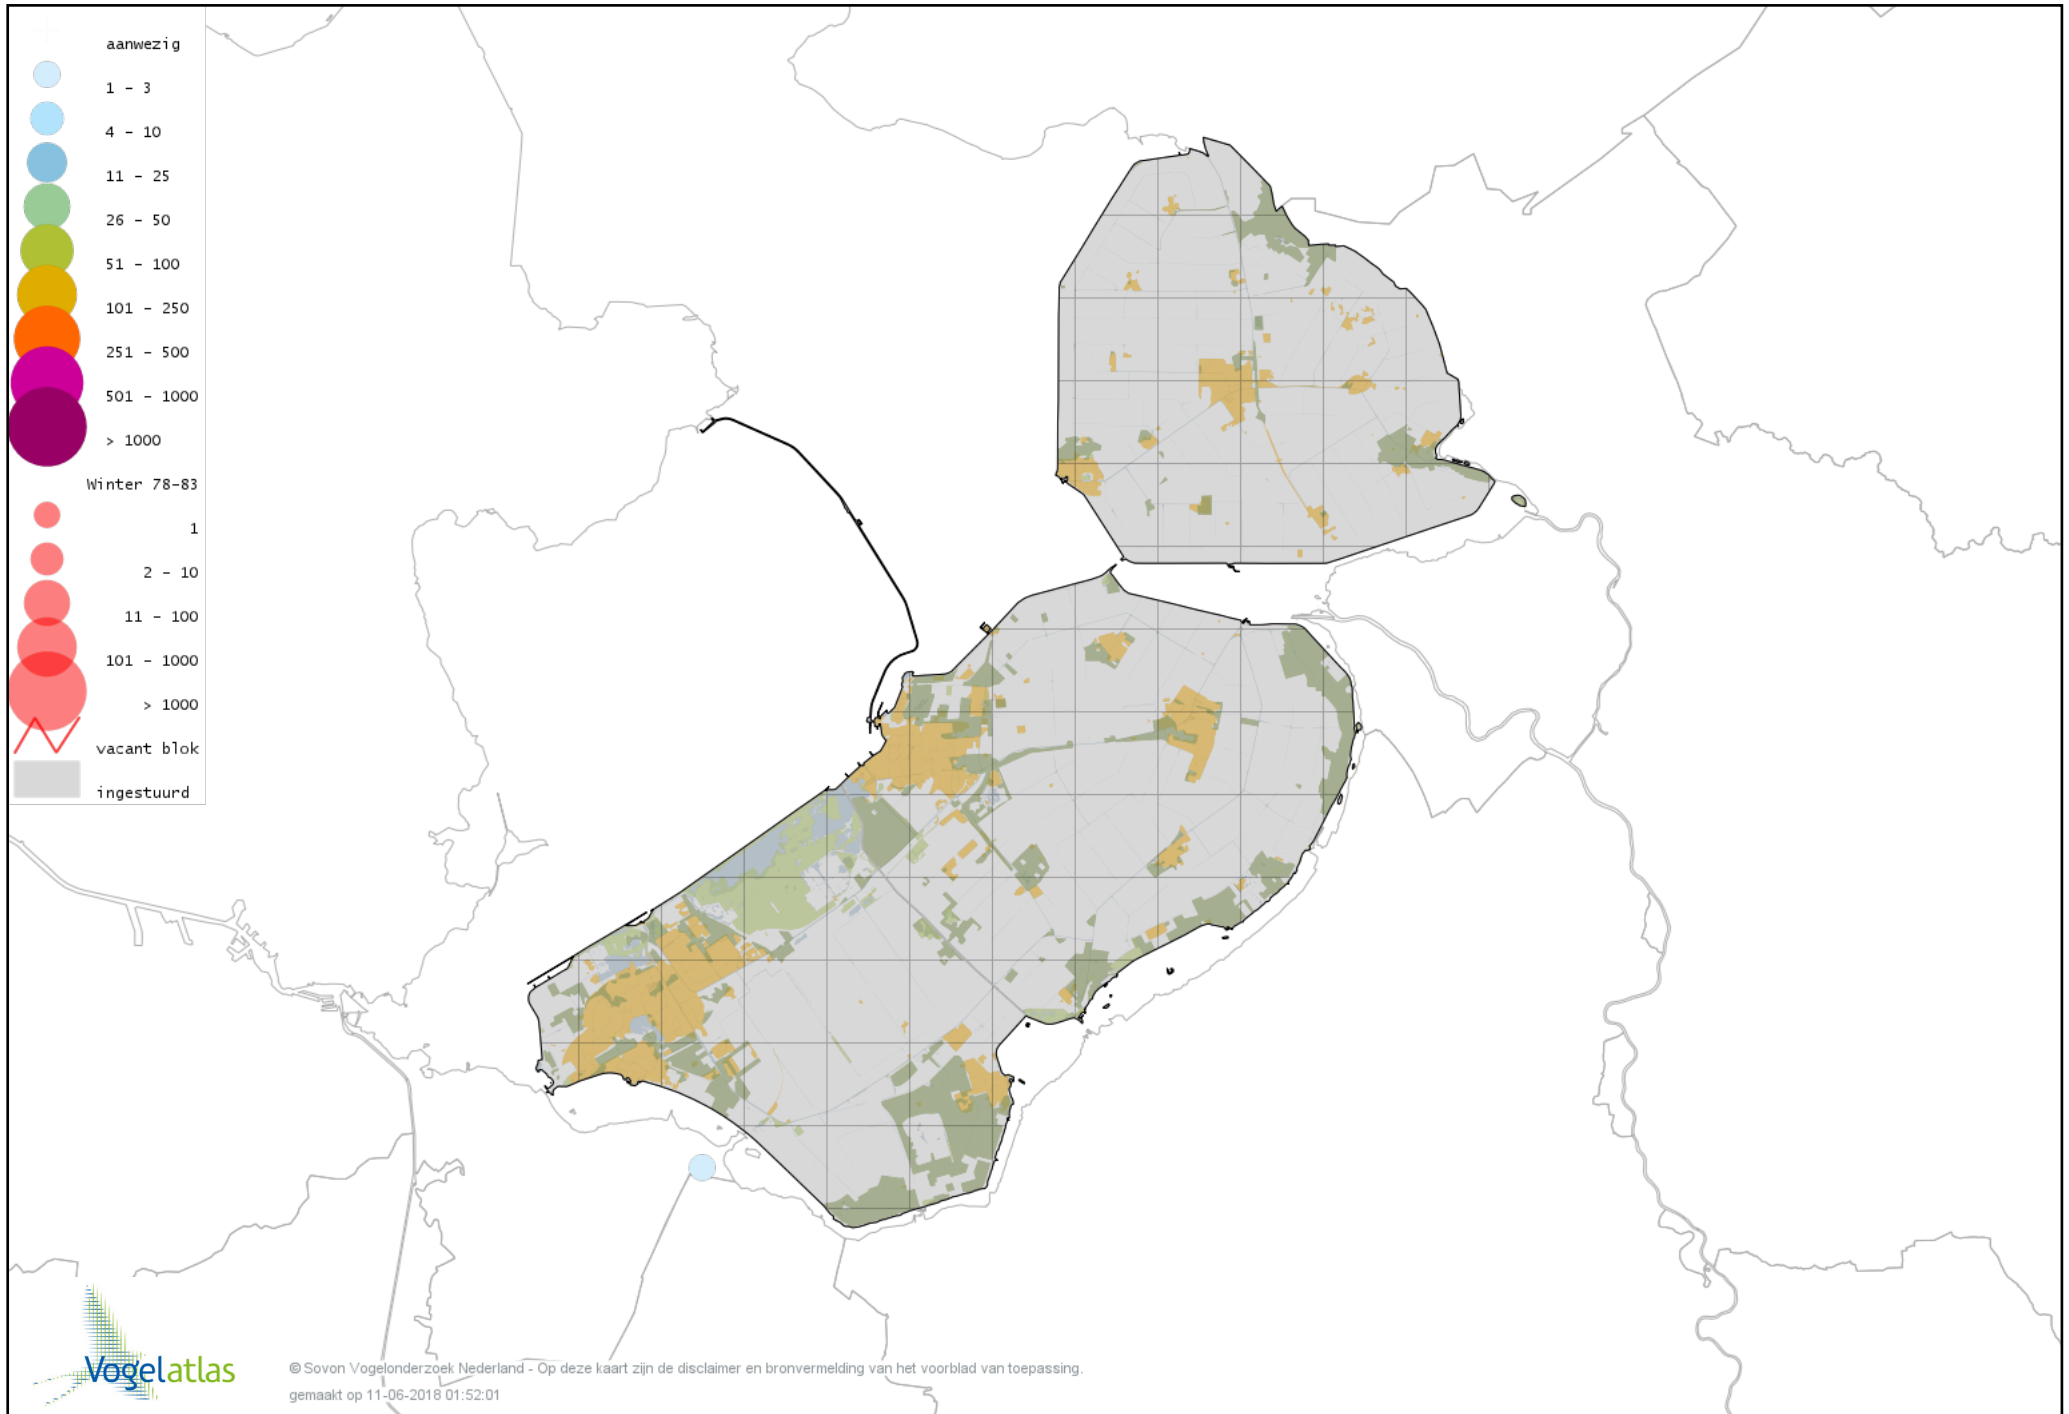 aanwezig
1 – 3
4 – 10
11 – 25
26 – 50
51 – 100
101 – 250
251 – 500
501 – 1000
> 1000
Winter 78–83
1
2 – 10
11 – 100
101 – 1000
> 1000
vacant blok
ingestuurd
Vogelatlas
© Sovon Vogelonderzoek Nederland - Op deze kaart zijn de disclaimer en bronvermelding van het voorblad van toepassing.
gemaakt op 11-06-2018 01:52:01